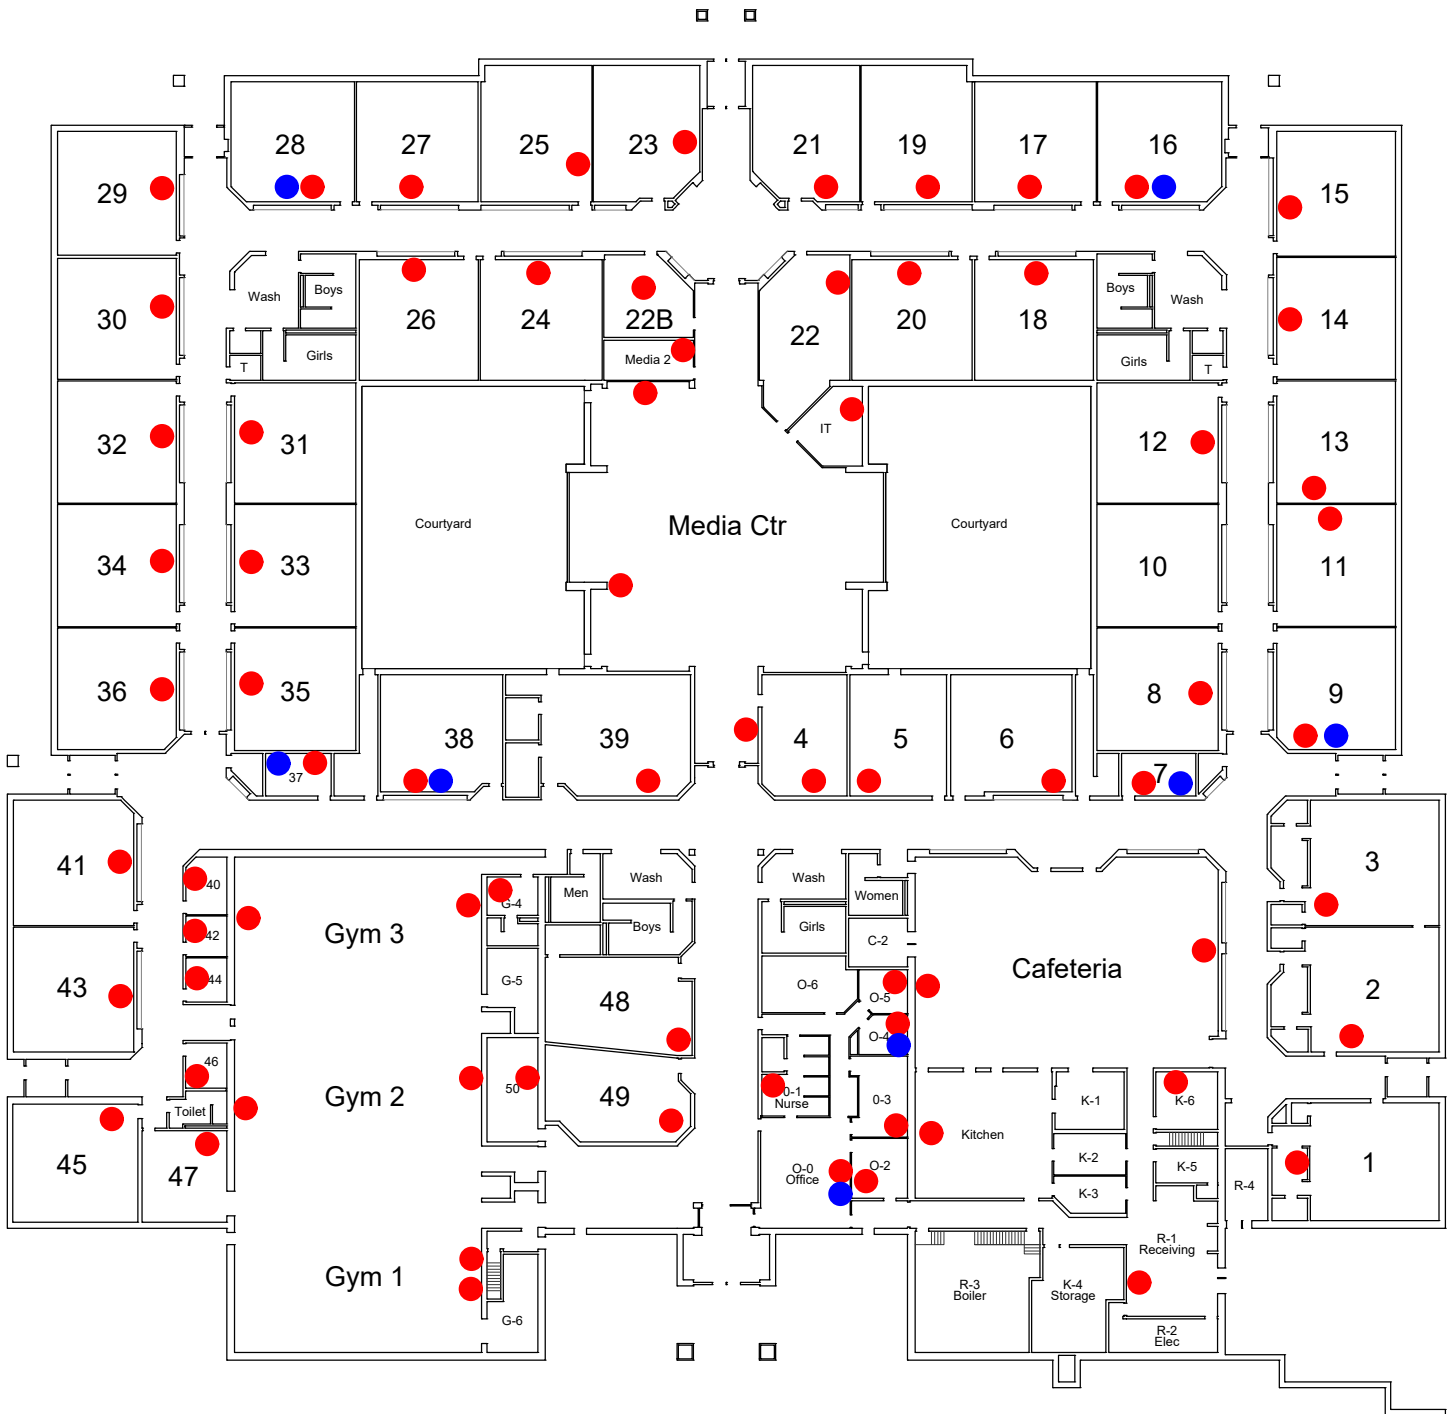 28
27
25
23
21
19
17
16
29
15
Wash
Boys
26
24
22B
22
20
18
Boys
Wash
30
14
T
Girls
Media 2
Girls
T
32
31
IT
12
13
Courtyard
Media Ctr
Courtyard
34
33
10
11
36
35
38
39
4
5
6
8
9
37
7
41
40
G-4
Men
Wash
Wash
Women
3
42
Gym 3
Boys
Girls
C-2
43
44
G-5
48
O-6
O-5
Cafeteria
2
O-4
46
50
49
0-1
Nurse
0-3
Gym 2
Toilet
Kitchen
K-1
K-6
45
47
O-0
Office
O-2
K-2
K-5
R-4
1
K-3
Gym 1
G-6
R-3
Boiler
K-4
Storage
R-1
Receiving
R-2
Elec